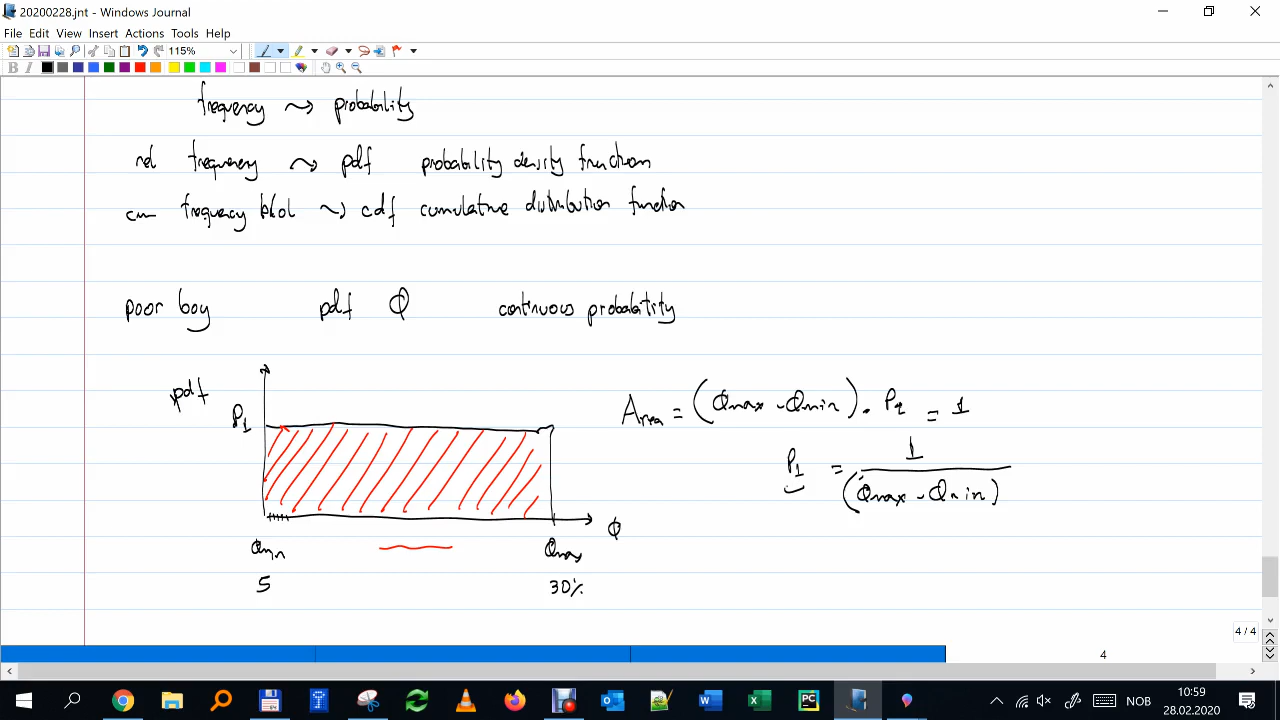 20200228.jnt - Windows Journal
File Edit View Insert Actions Tools Help
115%
B I
frequency ⤳ probability
rel frequency ⤳ pdf probability density function
cum frequency plot ⤳ cdf cumulative distribution function
poor boy pdf Φ continuous probability
pdf
P1
Area = (Φmax - Φmin) . P1 = 1
P1 = 1 / (Φmax - Φmin)
Φ
Φmin Φmax
5 30%
4 / 4
4
NOB
10:59
28.02.2020